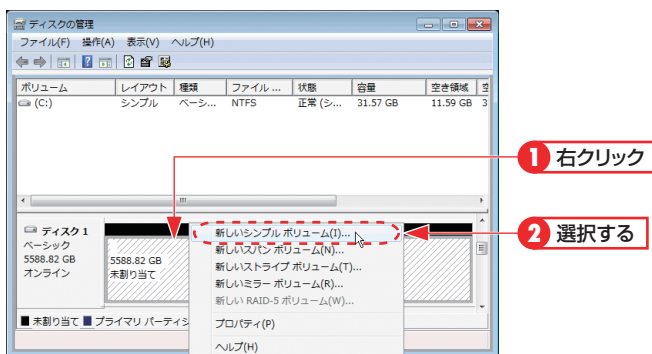 ディスクの管理
ファイル(F) 操作(A) 表示(V) ヘルプ(H)
ボリューム レイアウト 種類 ファイル ... 状態 容量 空き領域 空
(C:) シンプル ベーシ... NTFS 正常 (シ... 31.57 GB 11.59 GB 3
1 右クリック
ディスク 1
ベーシック
5588.82 GB
オンライン
5588.82 GB
未割り当て
新しいシンプル ボリューム(I)...
2 選択する
新しいスパン ボリューム(N)...
新しいストライプ ボリューム(T)...
新しいミラー ボリューム(R)...
新しい RAID-5 ボリューム(W)...
プロパティ(P)
ヘルプ(H)
未割り当て プライマリ パーティシ